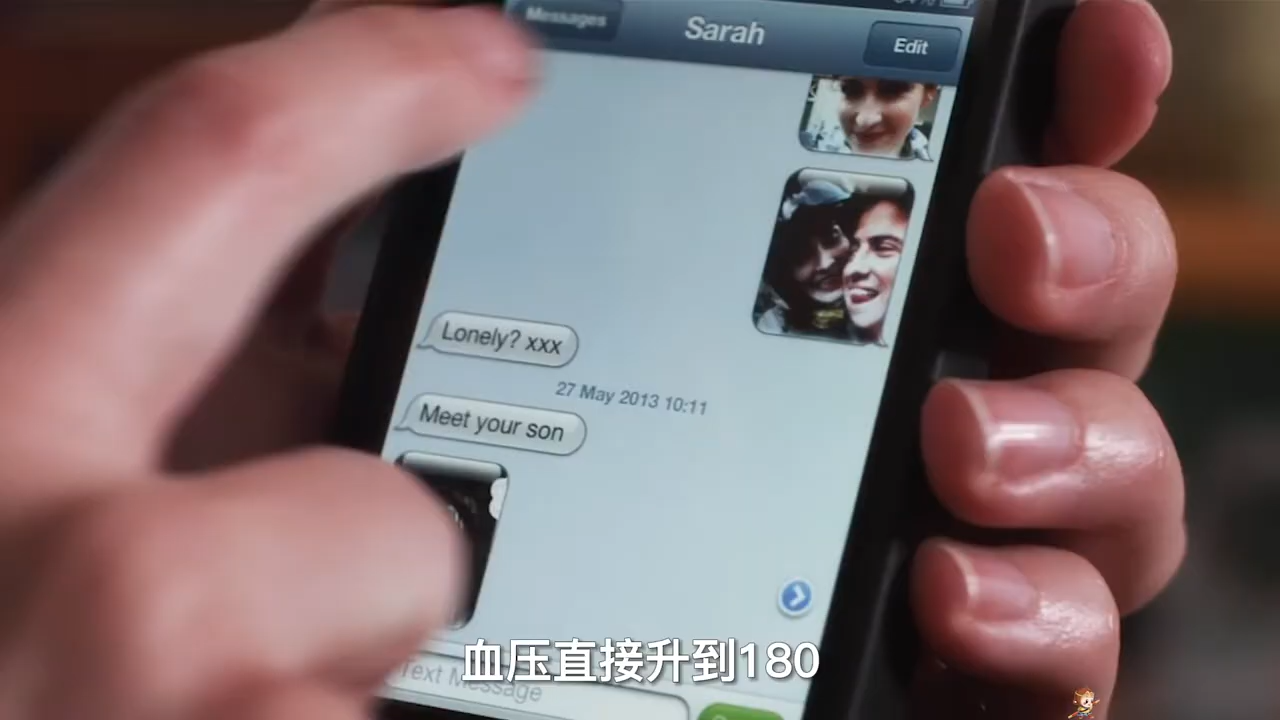 Messages
Sarah
Edit
Lonely? xxx
27 May 2013 10:11
Meet your son
血压直接升到180
Text Message